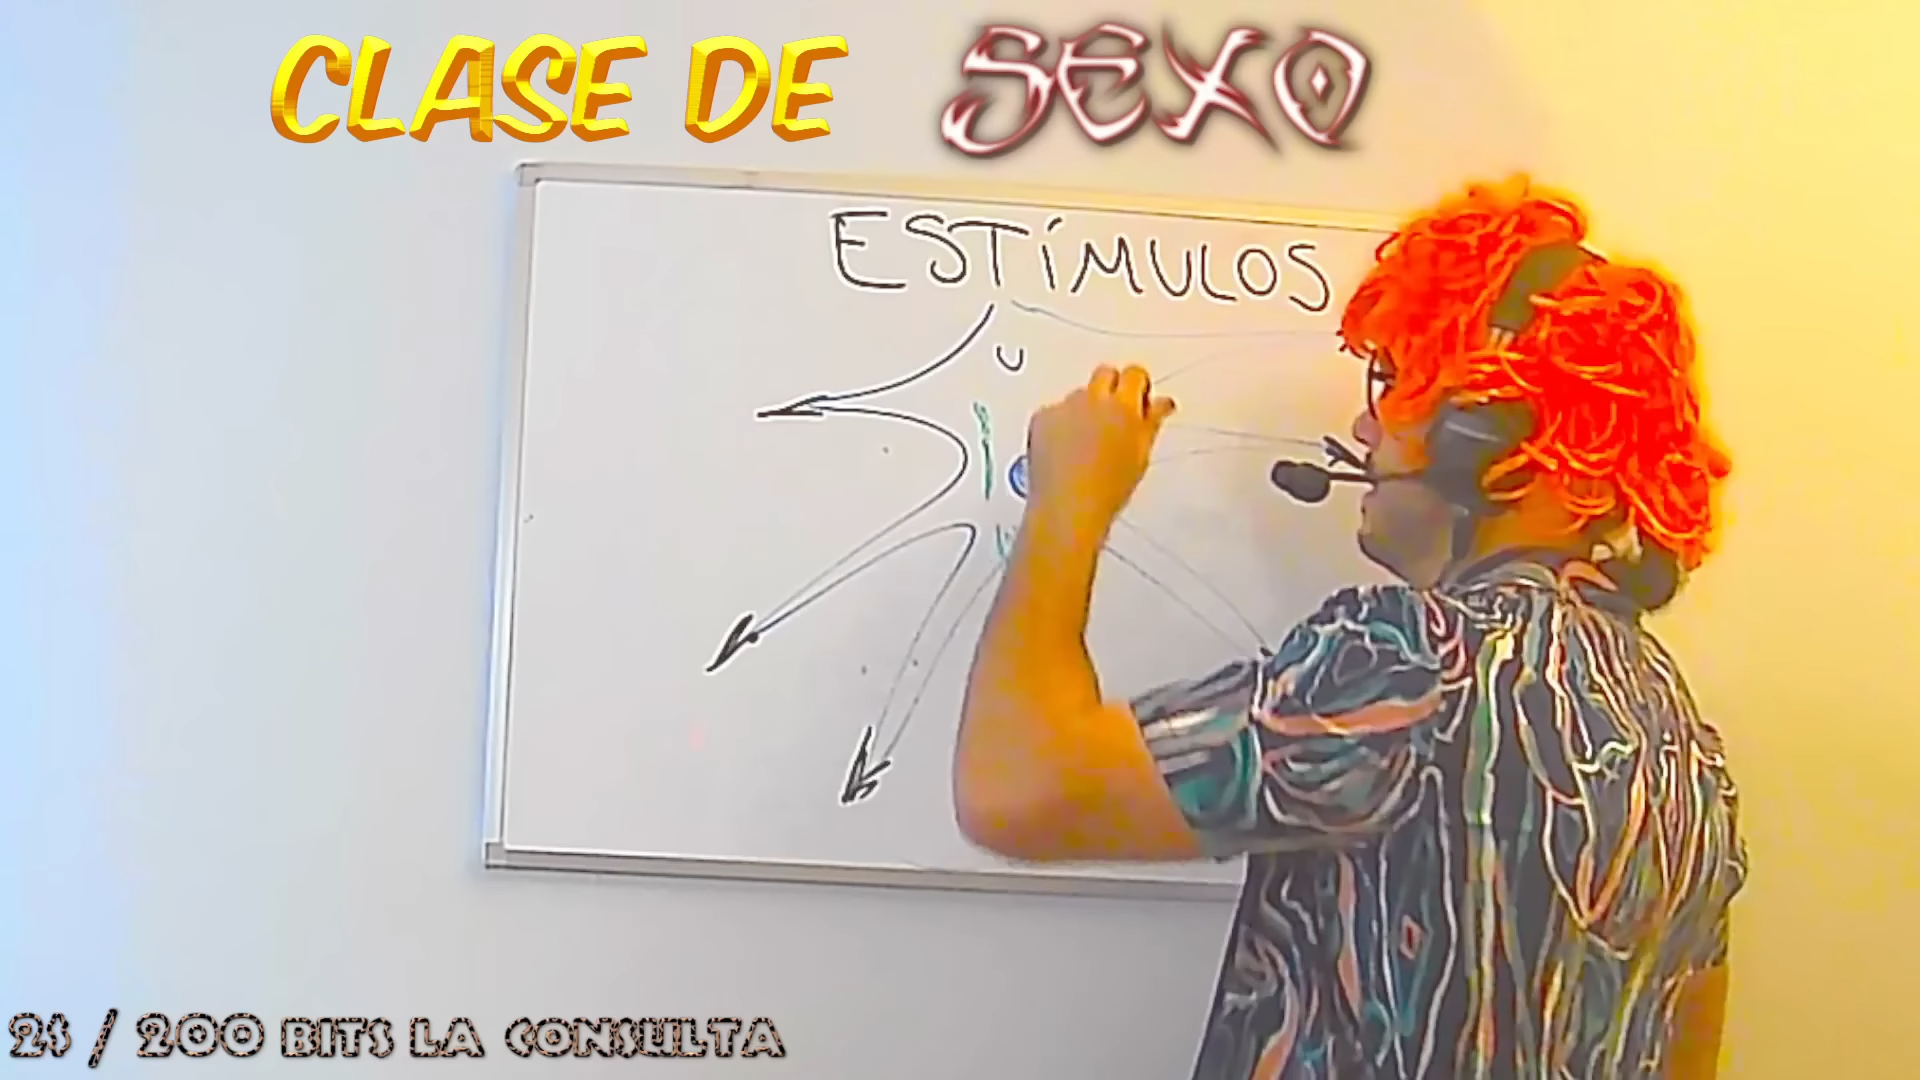 CLASE DE SEXO
ESTÍMULOS
U
2$ / 200 BITS LA CONSULTA